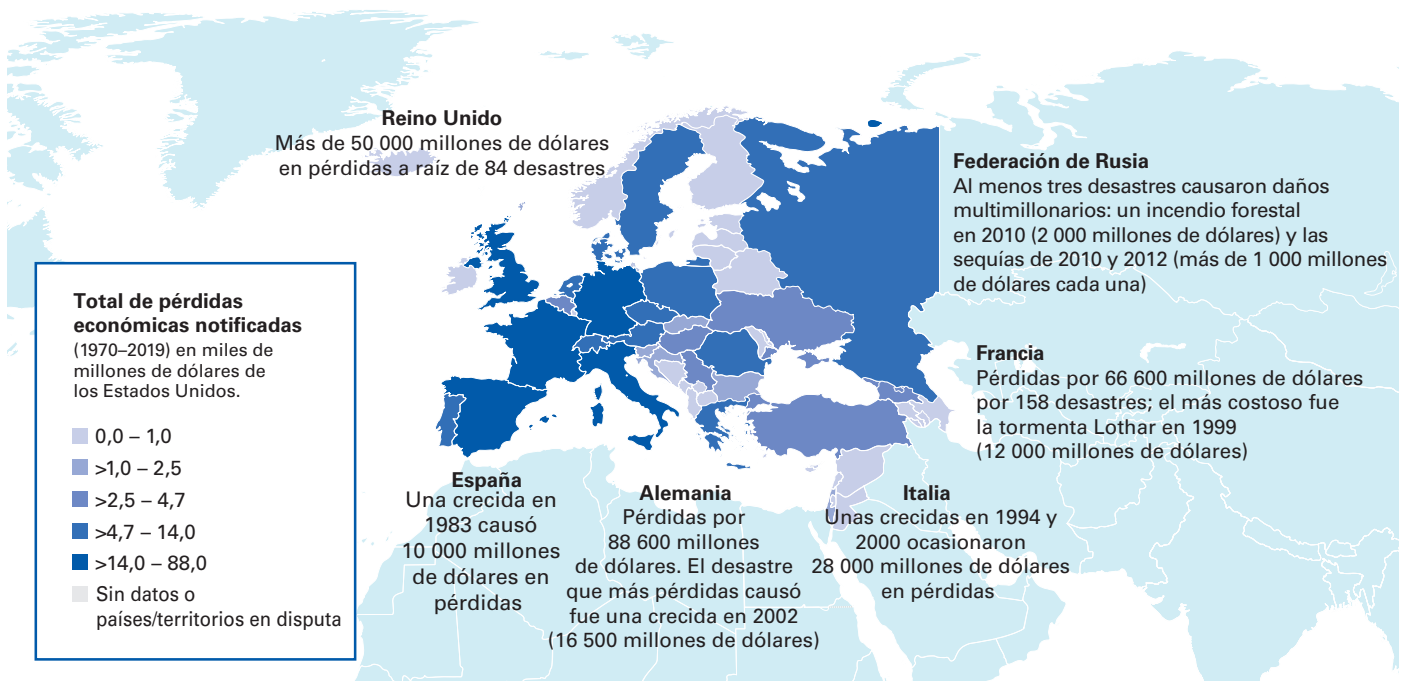 Reino Unido
Más de 50 000 millones de dólares
en pérdidas a raíz de 84 desastres
Federación de Rusia
Al menos tres desastres causaron daños
multimillonarios: un incendio forestal
en 2010 (2 000 millones de dólares) y las
sequías de 2010 y 2012 (más de 1 000 millones
de dólares cada una)
Total de pérdidas
económicas notificadas
(1970–2019) en miles de
millones de dólares de
los Estados Unidos.
0,0 – 1,0
>1,0 – 2,5
>2,5 – 4,7
>4,7 – 14,0
>14,0 – 88,0
Sin datos o
países/territorios en disputa
Francia
Pérdidas por 66 600 millones de dólares
por 158 desastres; el más costoso fue
la tormenta Lothar en 1999
(12 000 millones de dólares)
España
Una crecida en
1983 causó
10 000 millones
de dólares en
pérdidas
Alemania
Pérdidas por
88 600 millones
de dólares. El desastre
que más pérdidas causó
fue una crecida en 2002
(16 500 millones de dólares)
Italia
Unas crecidas en 1994 y
2000 ocasionaron
28 000 millones de dólares
en pérdidas